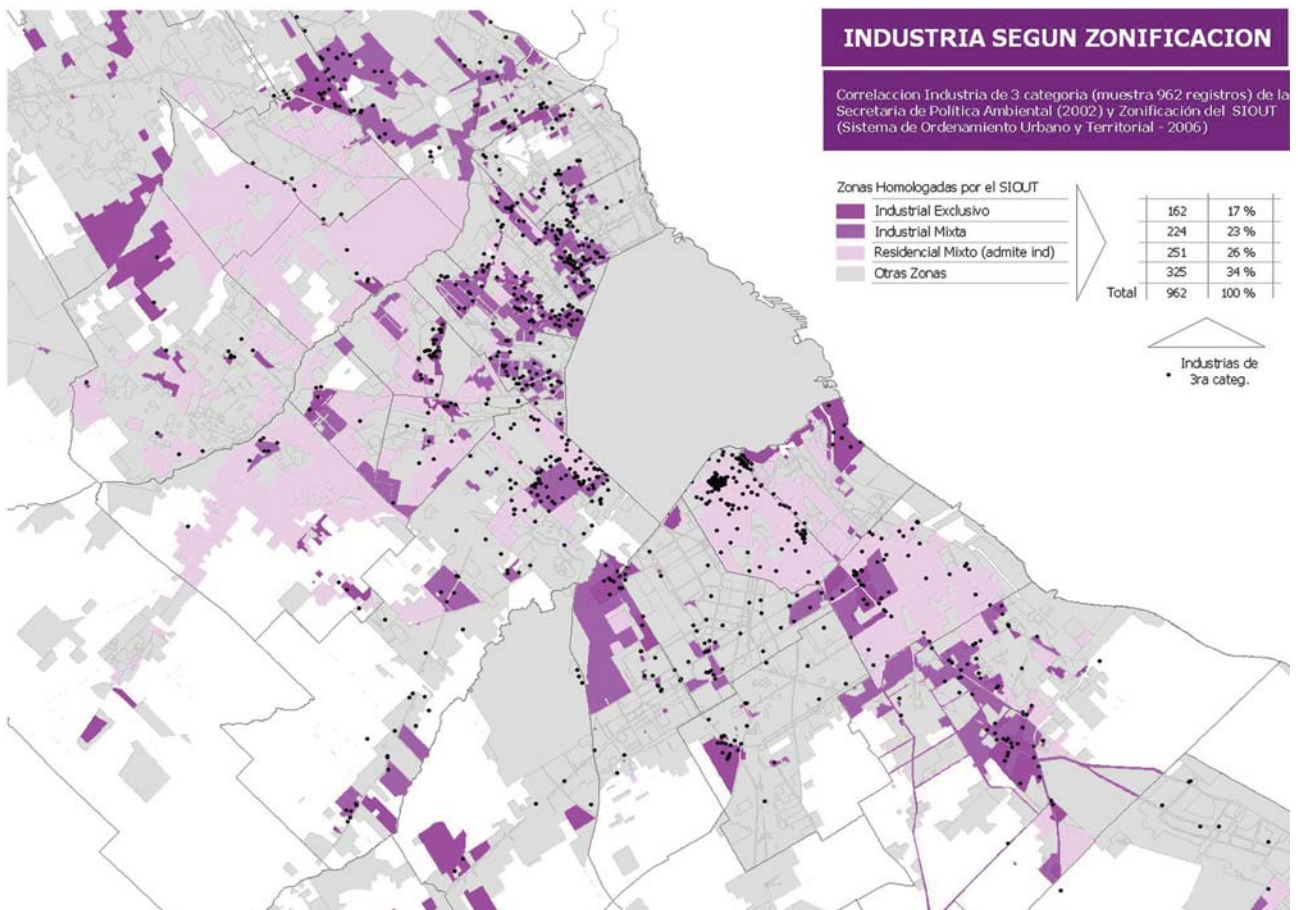 INDUSTRIA SEGUN ZONIFICACION
Correlaccion Industria de 3 categoria (muestra 962 registros) de la
Secretaria de Política Ambiental (2002) y Zonificación del SIOUT
(Sistema de Ordenamiento Urbano y Territorial - 2006)
Zonas Homologadas por el SIOUT
Industrial Exclusivo 162 17 %
Industrial Mixta 224 23 %
Residencial Mixto (admite ind) 251 26 %
Otras Zonas 325 34 %
Total 962 100 %
Industrias de
3ra categ.